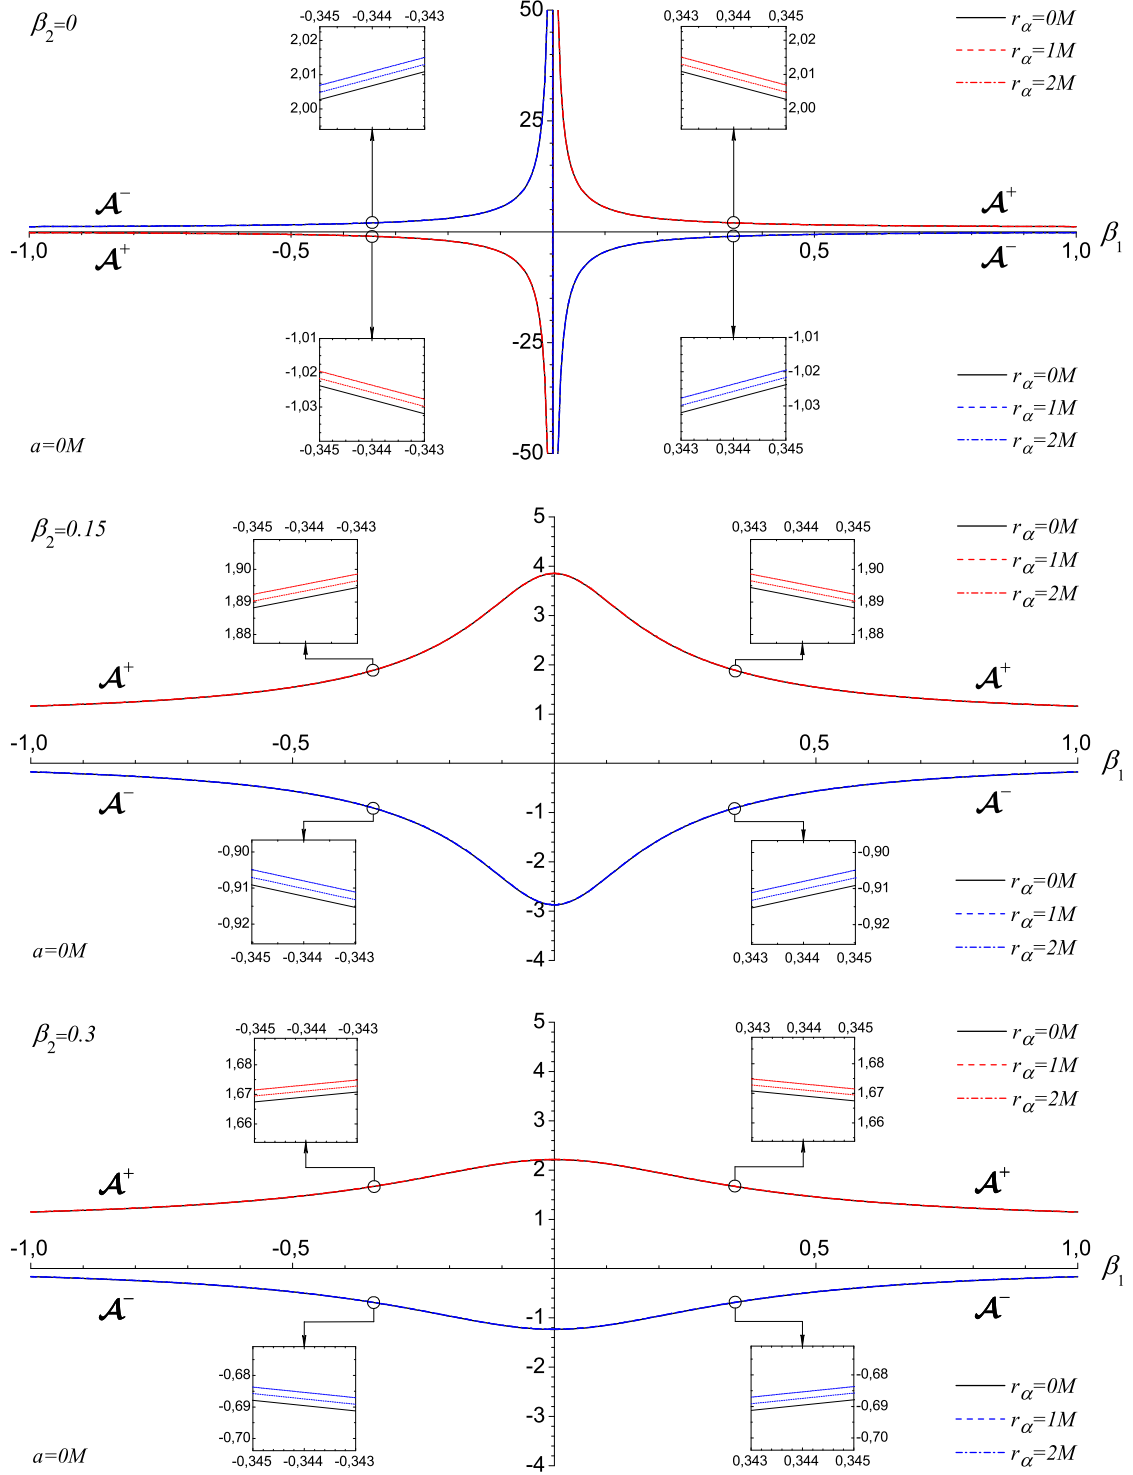 β2=0
-0,345 -0,344 -0,343
2,02
2,01
2,00
50
25
-25
-50
0,343 0,344 0,345
2,02
2,01
2,00
rα=0M
rα=1M
rα=2M
𝒜−
𝒜+
-1,0 -0,5 0,5 1,0 β1
𝒜+
𝒜−
-1,01
-1,02
-1,03
-0,345 -0,344 -0,343
-1,01
-1,02
-1,03
0,343 0,344 0,345
rα=0M
rα=1M
rα=2M
a=0M
β2=0.15
-0,345 -0,344 -0,343
1,90
1,89
1,88
5
4
3
2
1
0,343 0,344 0,345
1,90
1,89
1,88
rα=0M
rα=1M
rα=2M
𝒜+
𝒜+
-1,0 -0,5 0,5 1,0 β1
𝒜−
𝒜−
-1
-2
-3
-4
-0,90
-0,91
-0,92
-0,345 -0,344 -0,343
-0,90
-0,91
-0,92
0,343 0,344 0,345
rα=0M
rα=1M
rα=2M
a=0M
β2=0.3
-0,345 -0,344 -0,343
1,68
1,67
1,66
5
4
3
2
1
0,343 0,344 0,345
1,68
1,67
1,66
rα=0M
rα=1M
rα=2M
𝒜+
𝒜+
-1,0 -0,5 0,5 1,0 β1
𝒜−
𝒜−
-1
-2
-3
-4
-0,68
-0,69
-0,70
-0,345 -0,344 -0,343
-0,68
-0,69
-0,70
0,343 0,344 0,345
rα=0M
rα=1M
rα=2M
a=0M